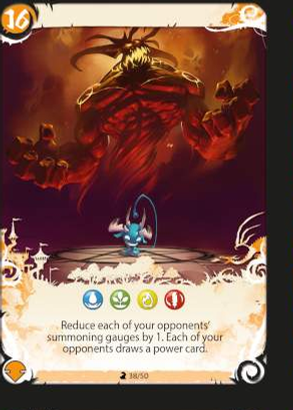 16
Reduce each of your opponents'
summoning gauges by 1. Each of your
opponents draws a power card.
38/50